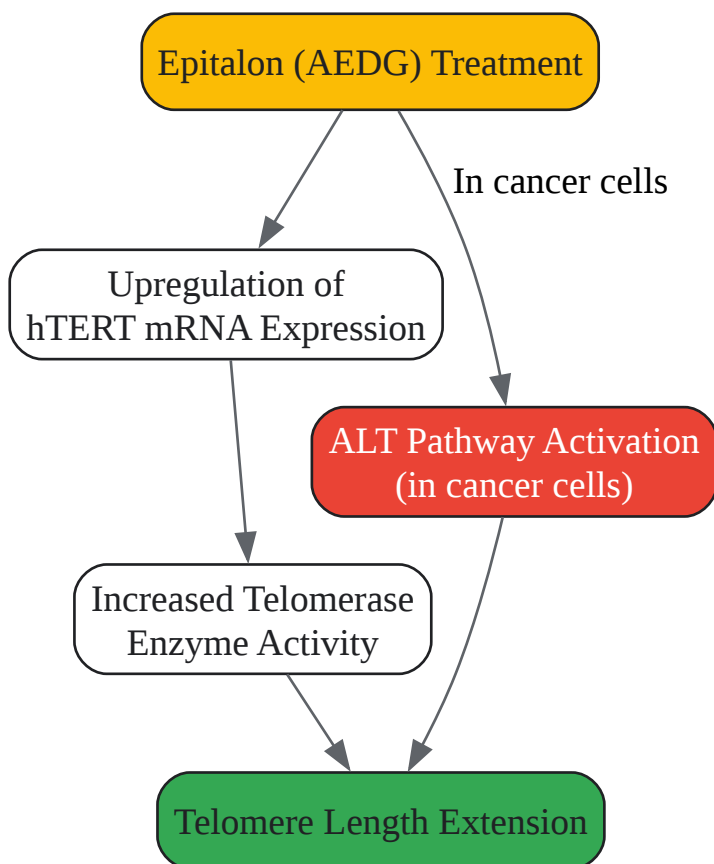 Epitalon (AEDG) Treatment
In cancer cells
Upregulation of
hTERT mRNA Expression
ALT Pathway Activation
(in cancer cells)
Increased Telomerase
Enzyme Activity
Telomere Length Extension